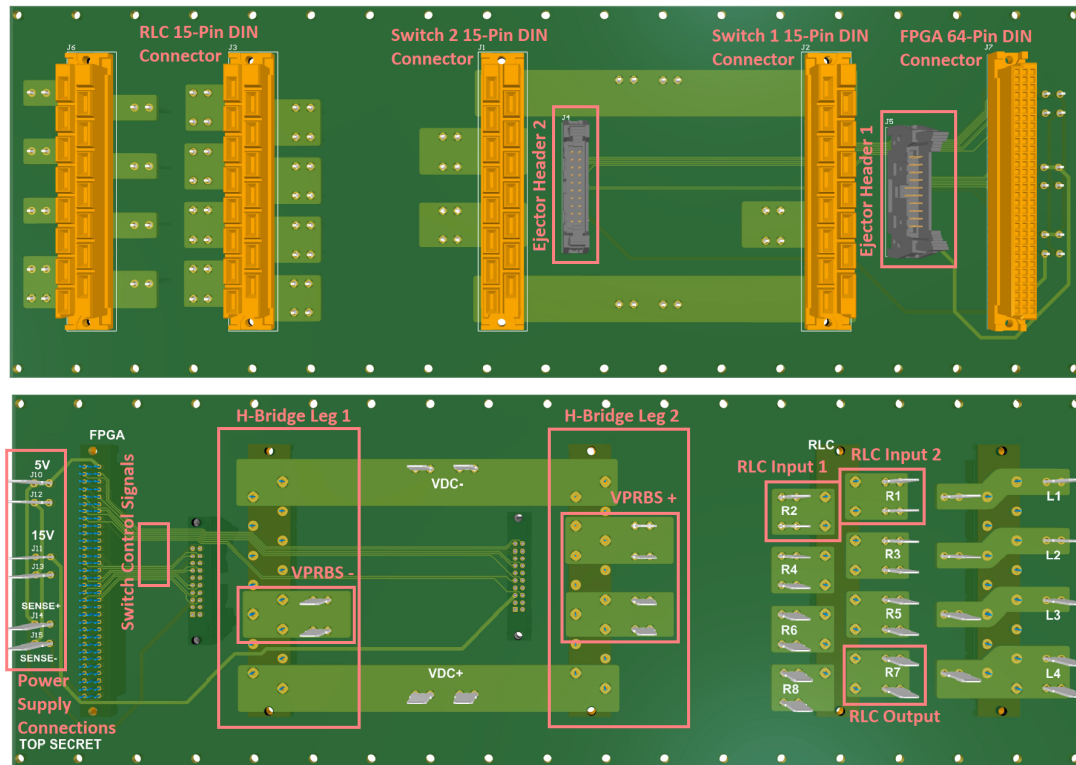 J6
RLC 15-Pin DIN
Connector
J3
Switch 2 15-Pin DIN
Connector
J1
Switch 1 15-Pin DIN
Connector
J2
FPGA 64-Pin DIN
Connector
J7
J4
Ejector Header 2
J5
Ejector Header 1
H-Bridge Leg 1
H-Bridge Leg 2
FPGA
5V
J10
J12
15V
J11
J13
SENSE+
J14
J15
SENSE-
Power
Supply
Connections
TOP SECRET
Switch Control Signals
VDC-
VPRBS -
VDC+
VPRBS +
RLC
RLC Input 1
RLC Input 2
R1
R2
R3
R4
R5
R6
R7
R8
RLC Output
L1
L2
L3
L4